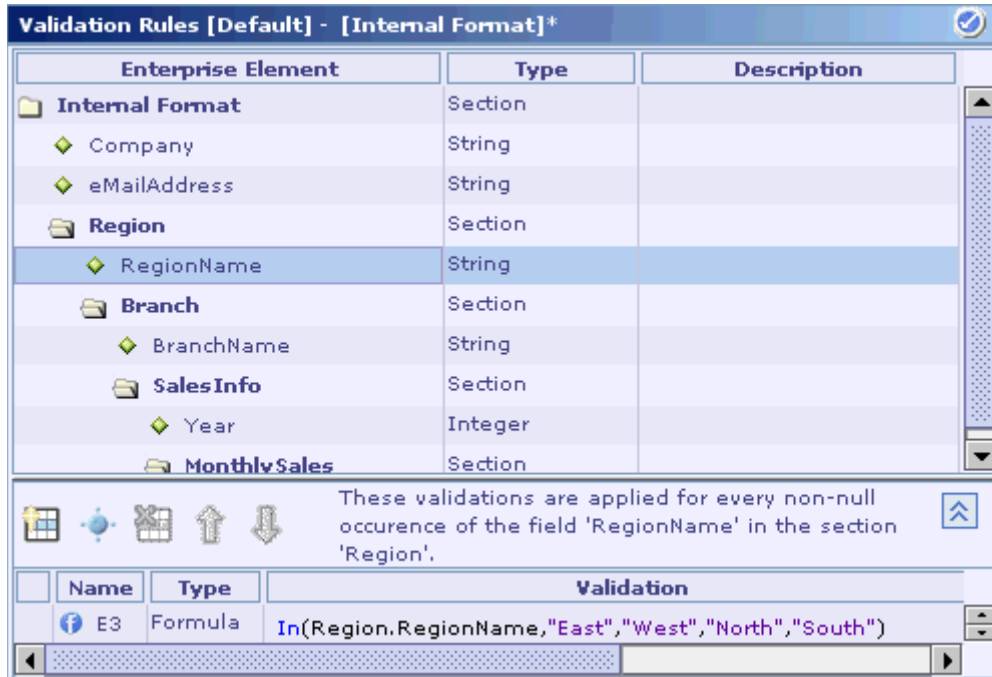 Validation Rules [Default] - [Internal Format]*
Enterprise Element Type Description
Internal Format Section
Company String
eMailAddress String
Region Section
RegionName String
Branch Section
BranchName String
SalesInfo Section
Year Integer
MonthlySales Section
These validations are applied for every non-null
occurence of the field 'RegionName' in the section
'Region'.
Name Type Validation
E3 Formula In(Region.RegionName,"East","West","North","South")